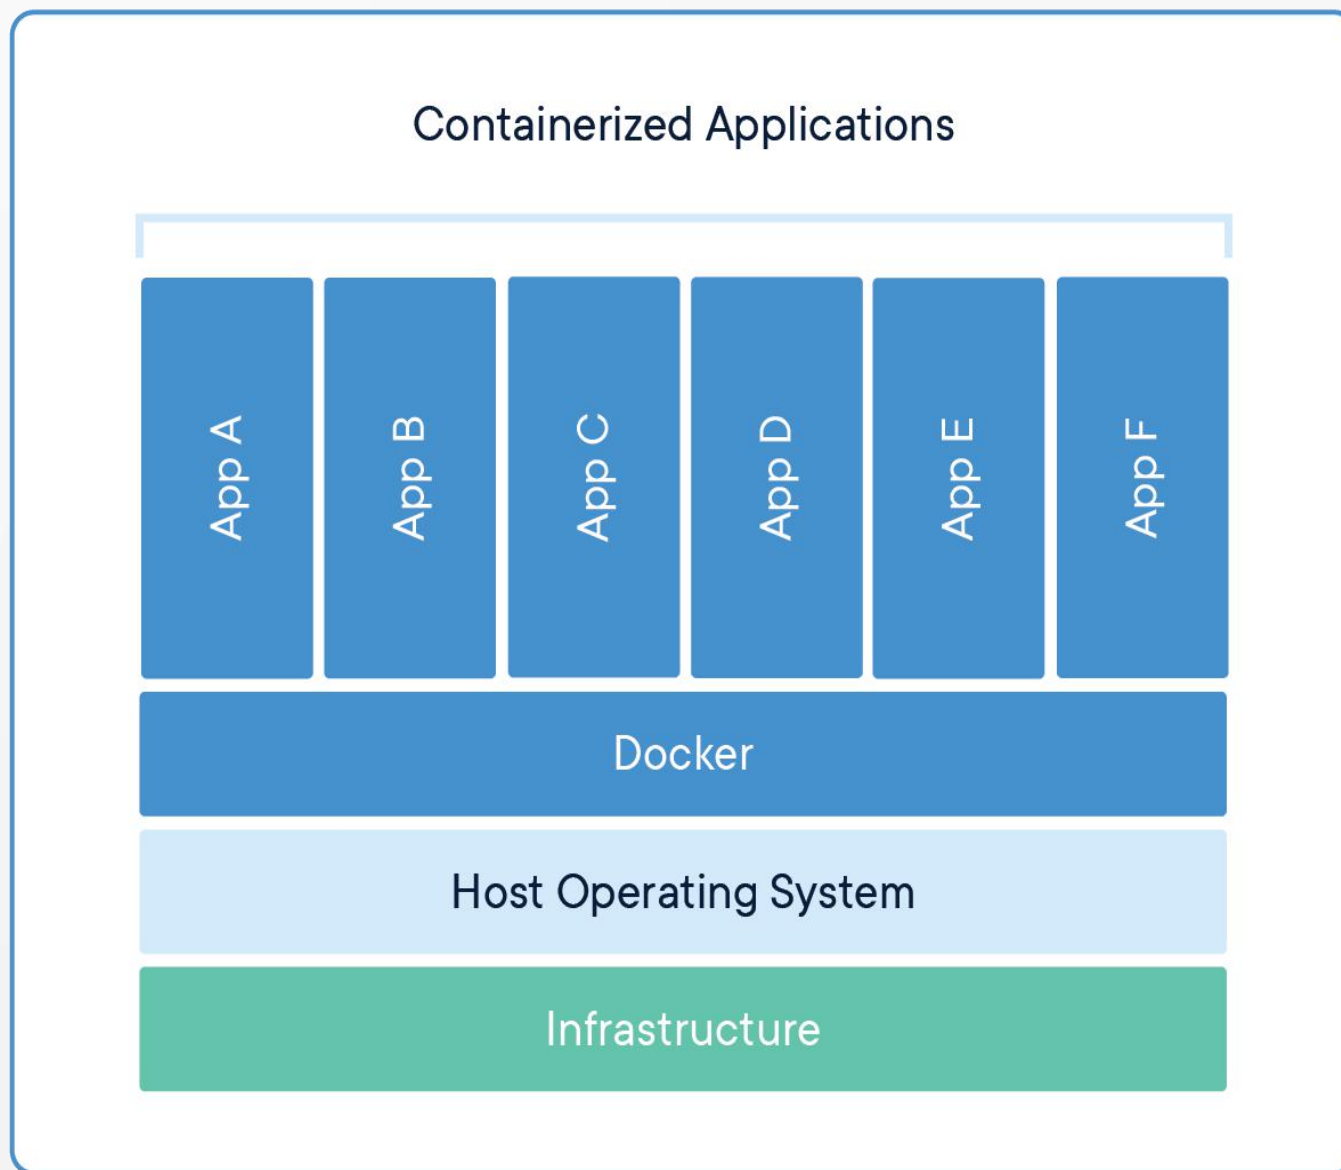 Containerized Applications
App A
App B
App C
App D
App E
App F
Docker
Host Operating System
Infrastructure